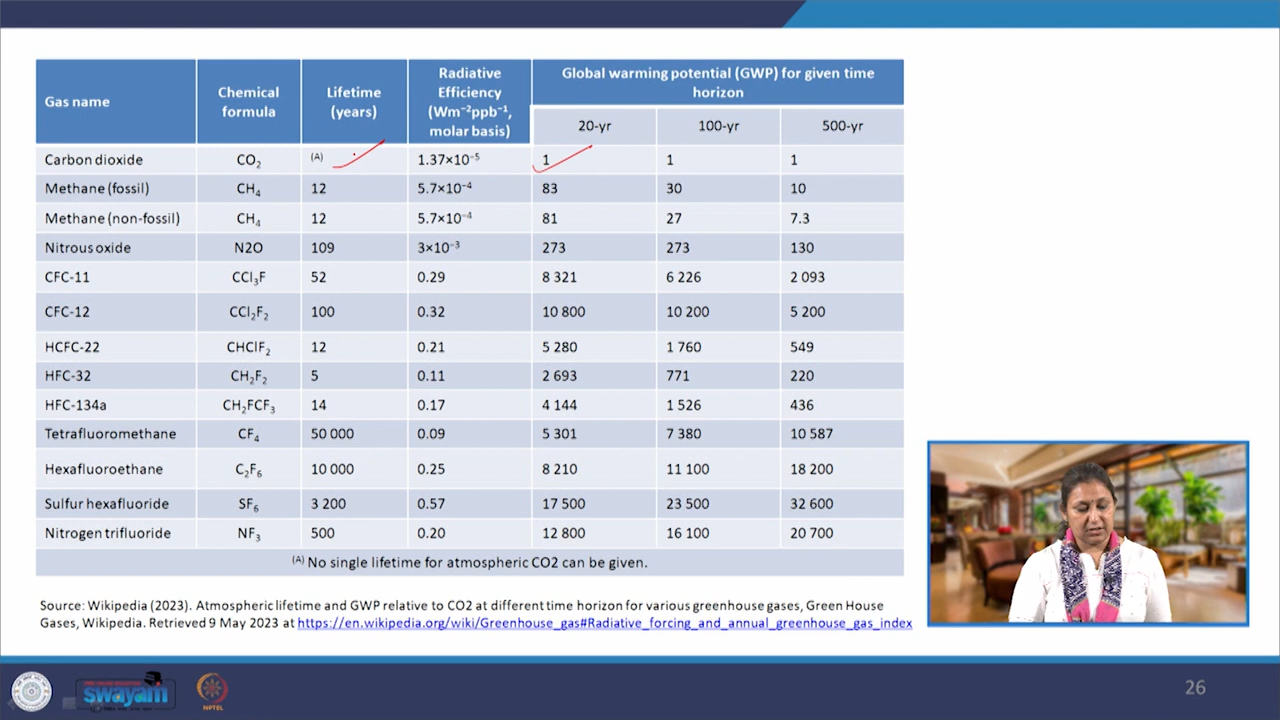 Gas name Chemical formula Lifetime (years) Radiative Efficiency (Wm⁻²ppb⁻¹, molar basis) Global warming potential (GWP) for given time horizon
20-yr 100-yr 500-yr
Carbon dioxide CO₂ (A) 1.37×10⁻⁵ 1 1 1
Methane (fossil) CH₄ 12 5.7×10⁻⁴ 83 30 10
Methane (non-fossil) CH₄ 12 5.7×10⁻⁴ 81 27 7.3
Nitrous oxide N2O 109 3×10⁻³ 273 273 130
CFC-11 CCl₃F 52 0.29 8 321 6 226 2 093
CFC-12 CCl₂F₂ 100 0.32 10 800 10 200 5 200
HCFC-22 CHClF₂ 12 0.21 5 280 1 760 549
HFC-32 CH₂F₂ 5 0.11 2 693 771 220
HFC-134a CH₂FCF₃ 14 0.17 4 144 1 526 436
Tetrafluoromethane CF₄ 50 000 0.09 5 301 7 380 10 587
Hexafluoroethane C₂F₆ 10 000 0.25 8 210 11 100 18 200
Sulfur hexafluoride SF₆ 3 200 0.57 17 500 23 500 32 600
Nitrogen trifluoride NF₃ 500 0.20 12 800 16 100 20 700
(A) No single lifetime for atmospheric CO2 can be given.
Source: Wikipedia (2023). Atmospheric lifetime and GWP relative to CO2 at different time horizon for various greenhouse gases, Green House
Gases, Wikipedia. Retrieved 9 May 2023 at https://en.wikipedia.org/wiki/Greenhouse_gas#Radiative_forcing_and_annual_greenhouse_gas_index
swayam
NPTEL
26